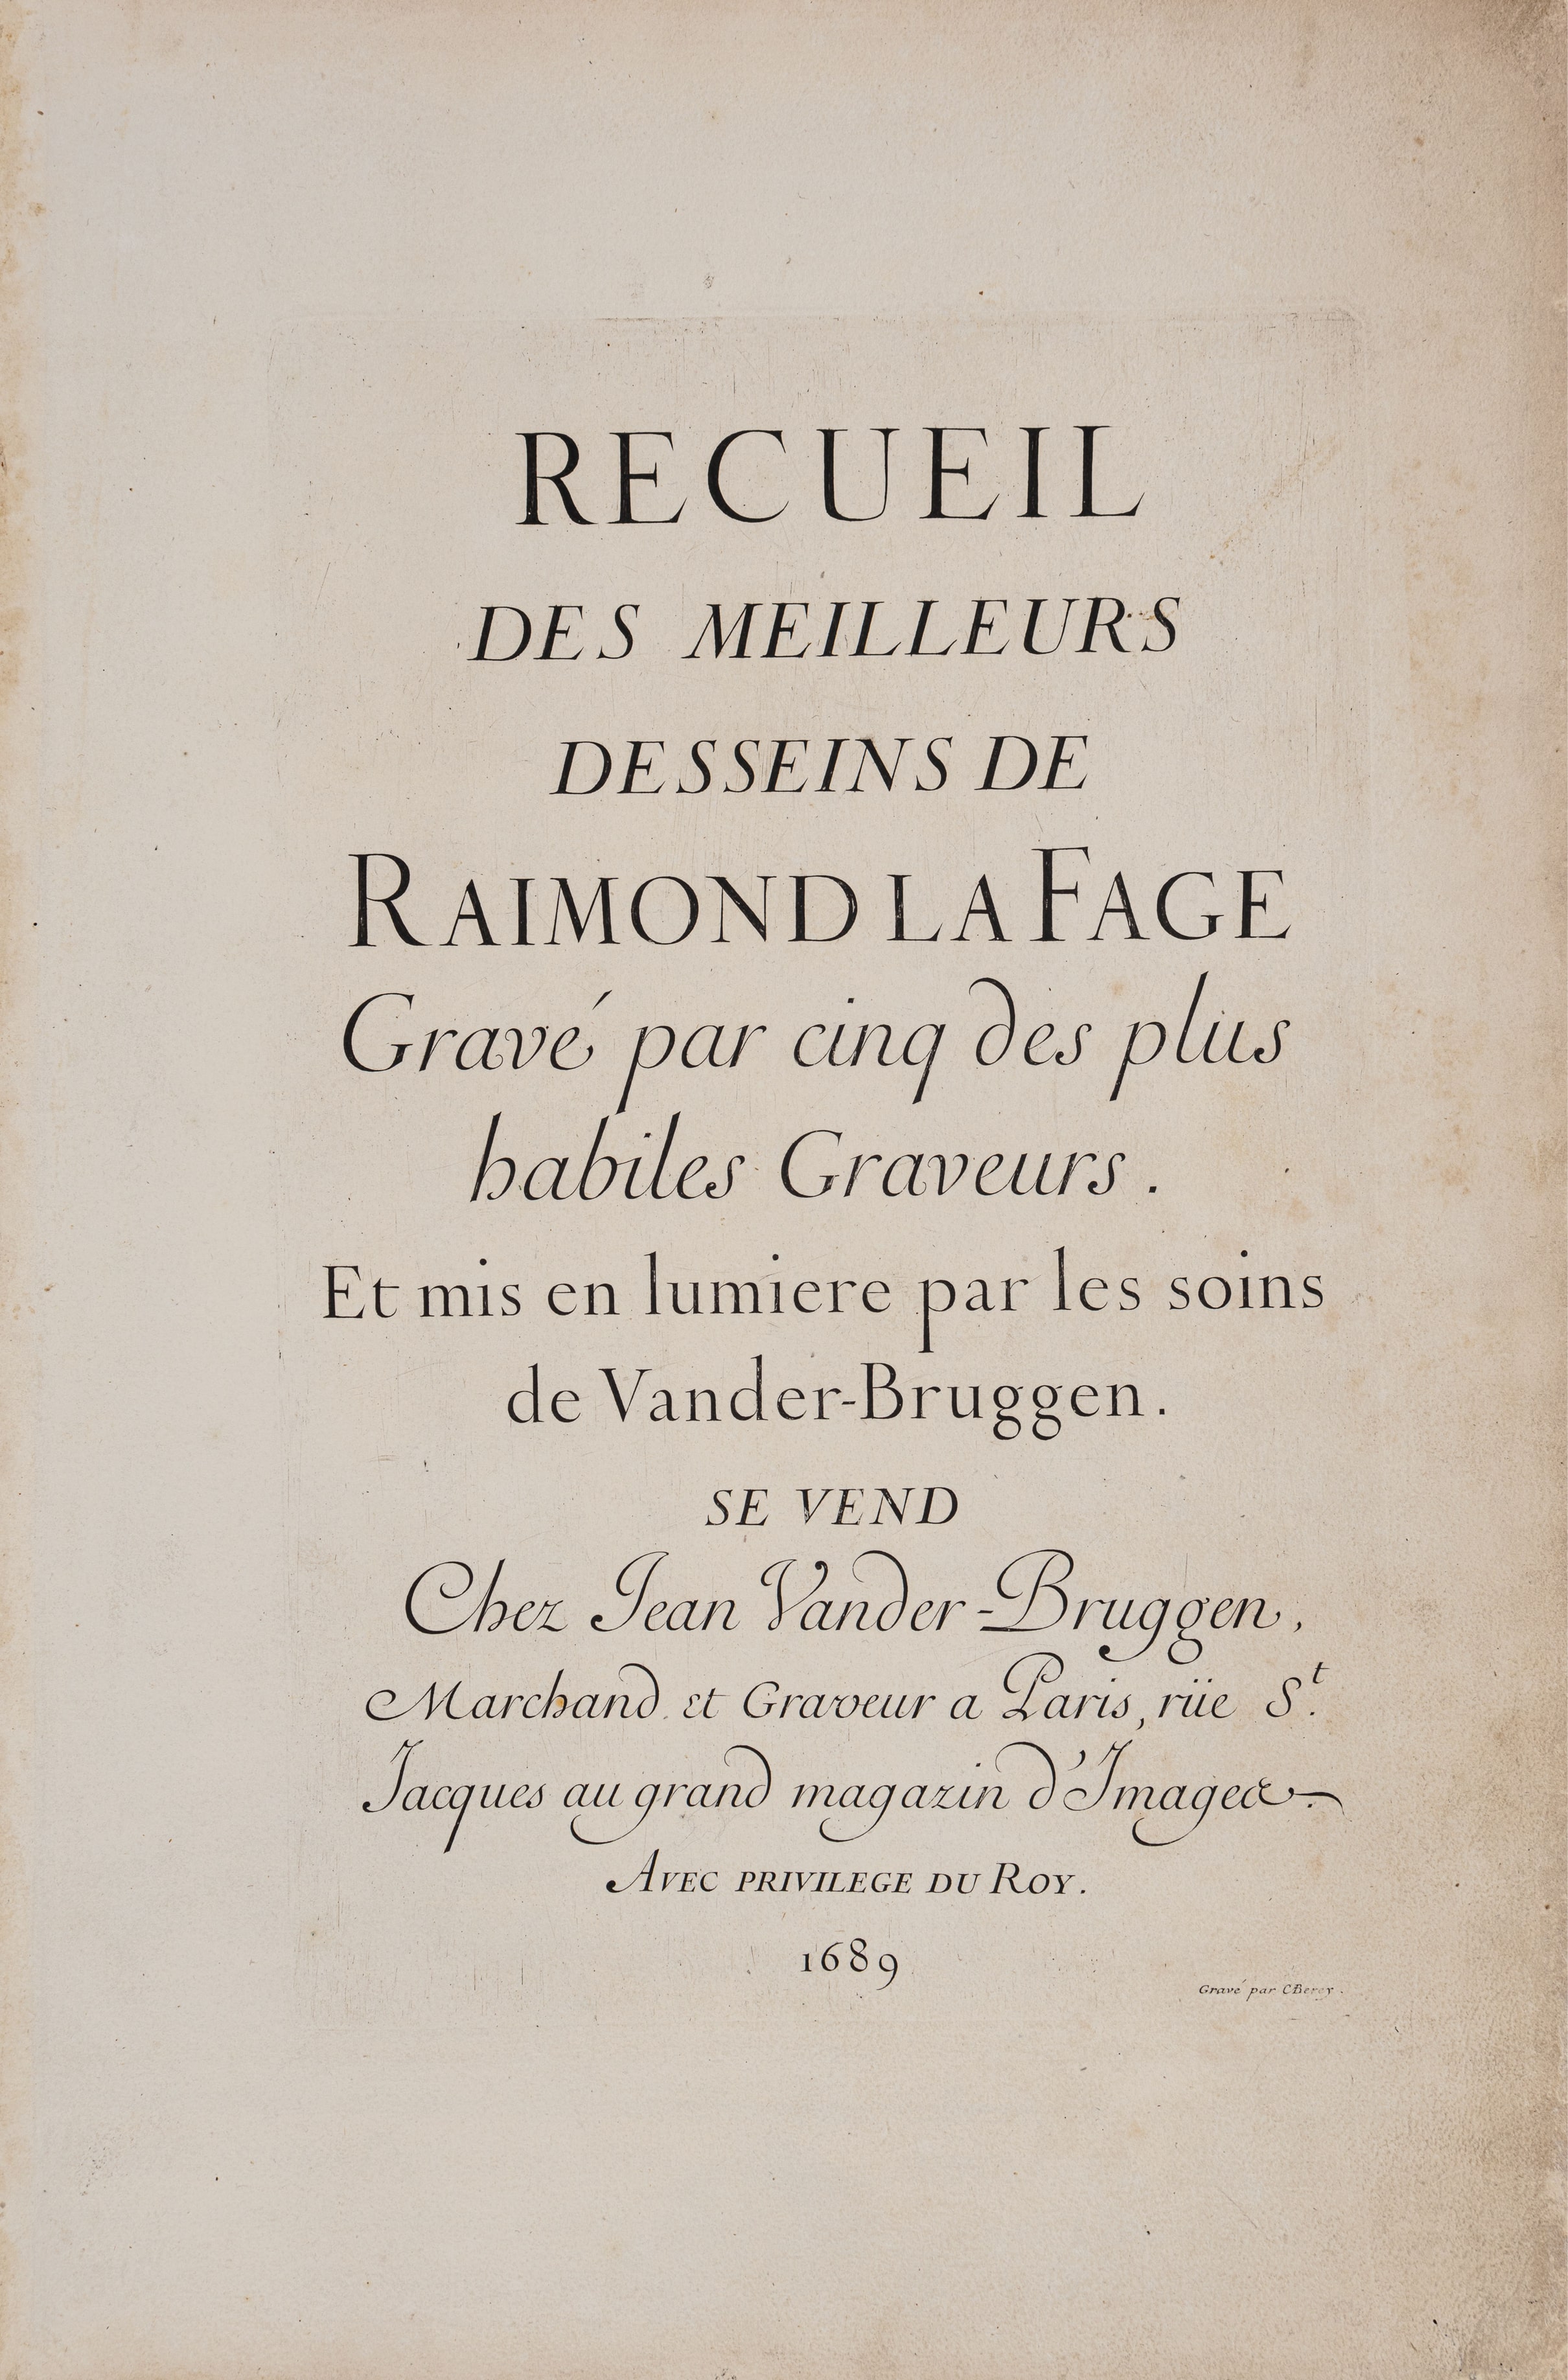 RECUEIL
DES MEILLEURS
DESSEINS DE
RAIMOND LA FAGE
Gravé par cinq des plus
habiles Graveurs.
Et mis en lumiere par les soins
de Vander-Bruggen.
SE VEND
Chez Jean Vander-Bruggen,
Marchand et Graveur a Paris, rüe St.
Jacques au grand magazin d'Images.
AVEC PRIVILEGE DU ROY.
1689
Gravé par C Berey.